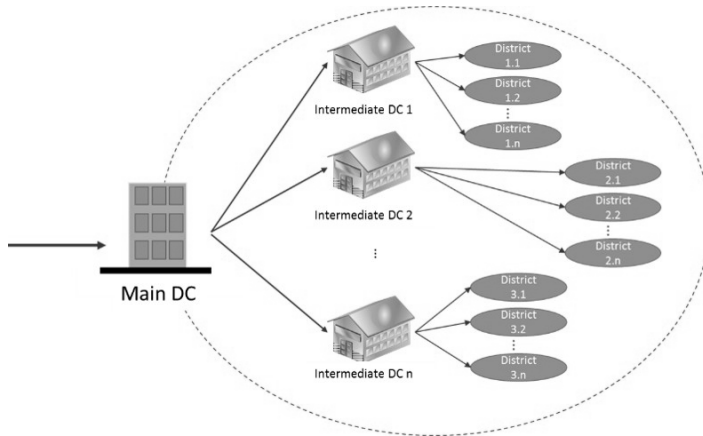 District
1.1
District
1.2
⋮
District
1.n
Intermediate DC 1
District
2.1
District
2.2
⋮
District
2.n
Intermediate DC 2
⋮
Main DC
District
3.1
District
3.2
⋮
District
3.n
Intermediate DC n